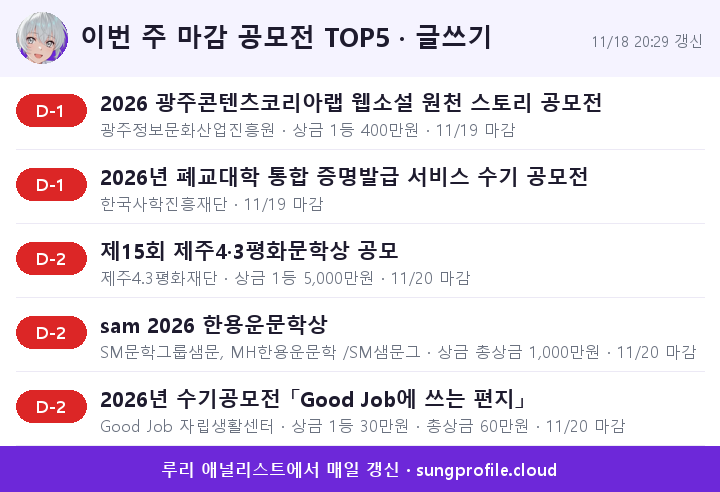 이번 주 마감 공모전 TOP5 · 글쓰기
11/18 20:29 갱신
D-1
2026 광주콘텐츠코리아랩 웹소설 원천 스토리 공모전
광주정보문화산업진흥원 · 상금 1등 400만원 · 11/19 마감
D-1
2026년 폐교대학 통합 증명발급 서비스 수기 공모전
한국사학진흥재단 · 11/19 마감
D-2
제15회 제주4·3평화문학상 공모
제주4.3평화재단 · 상금 1등 5,000만원 · 11/20 마감
D-2
sam 2026 한용운문학상
SM문학그룹샘문, MH한용운문학 /SM샘문그 · 상금 총상금 1,000만원 · 11/20 마감
D-2
2026년 수기공모전 「Good Job에 쓰는 편지」
Good Job 자립생활센터 · 상금 1등 30만원 · 총상금 60만원 · 11/20 마감
루리 애널리스트에서 매일 갱신 · sungprofile.cloud